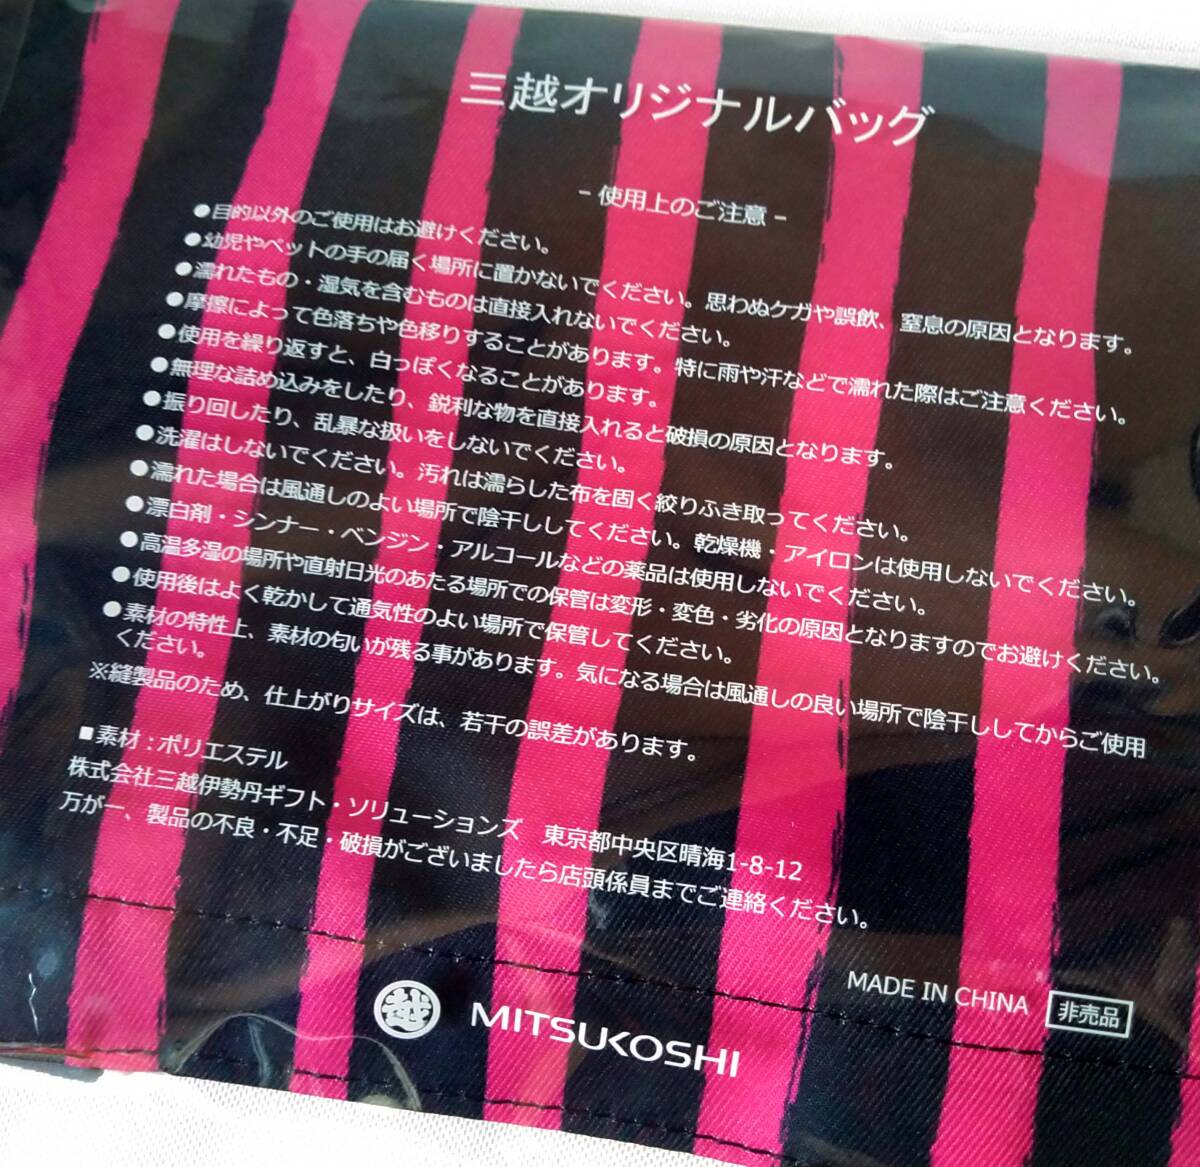 三越オリジナルバッグ
- 使用上のご注意 -
●目的以外のご使用はお避けください。
●幼児やペットの手の届く場所に置かないでください。思わぬケガや誤飲、窒息の原因となります。
●濡れたもの・湿気を含むものは直接入れないでください。
●摩擦によって色落ちや色移りすることがあります。特に雨や汗などで濡れた際はご注意ください。
●使用を繰り返すと、白っぽくなることがあります。
●無理な詰め込みをしたり、鋭利な物を直接入れると破損の原因となります。
●振り回したり、乱暴な扱いをしないでください。
●洗濯はしないでください。汚れは濡らした布を固く絞りふき取ってください。
●濡れた場合は風通しのよい場所で陰干ししてください。乾燥機・アイロンは使用しないでください。
●漂白剤・シンナー・ベンジン・アルコールなどの薬品は使用しないでください。
●高温多湿の場所や直射日光のあたる場所での保管は変形・変色・劣化の原因となりますのでお避けください。
●使用後はよく乾かして通気性のよい場所で保管してください。
●素材の特性上、素材の匂いが残る事があります。気になる場合は風通しの良い場所で陰干ししてからご使用
ください。
※縫製品のため、仕上がりサイズは、若干の誤差があります。
■素材：ポリエステル
株式会社三越伊勢丹ギフト・ソリューションズ　東京都中央区晴海1-8-12
万が一、製品の不良・不足・破損がございましたら店頭係員までご連絡ください。
MADE IN CHINA 非売品
越 MITSUKOSHI